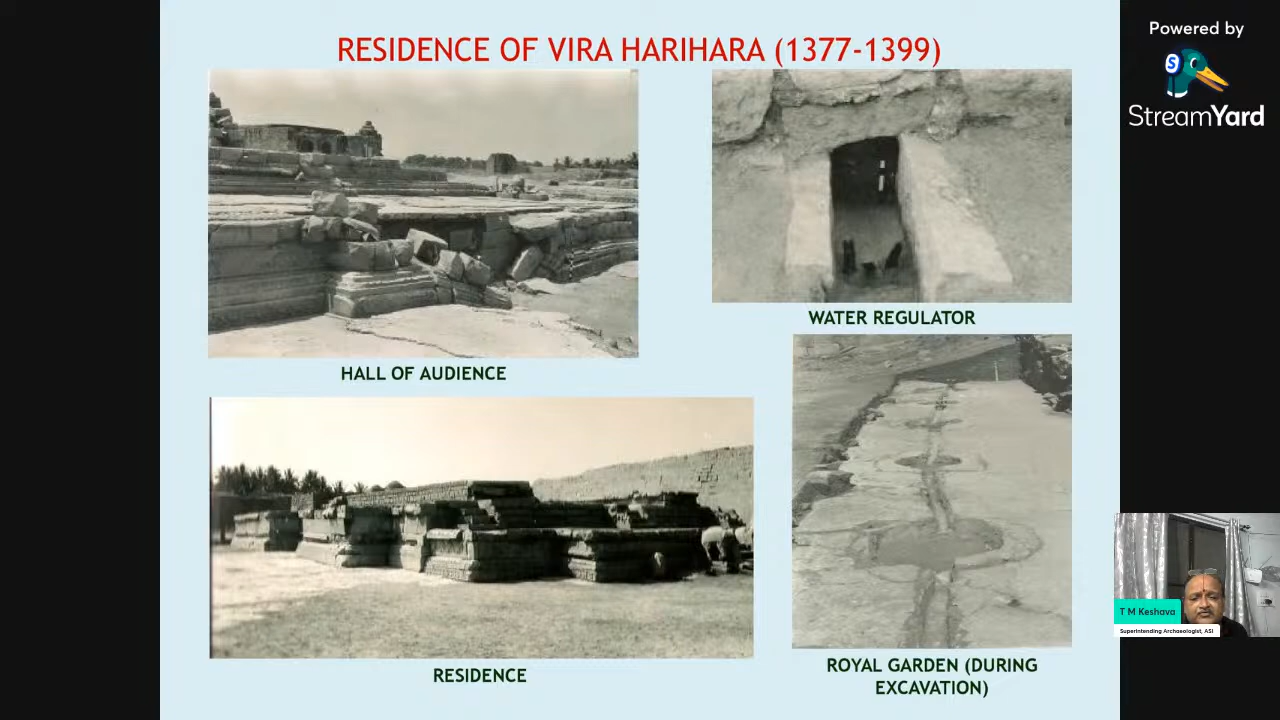 RESIDENCE OF VIRA HARIHARA (1377-1399)
Powered by
S
StreamYard
HALL OF AUDIENCE
WATER REGULATOR
RESIDENCE
ROYAL GARDEN (DURING
EXCAVATION)
T M Keshava
Superintending Archaeologist, ASI